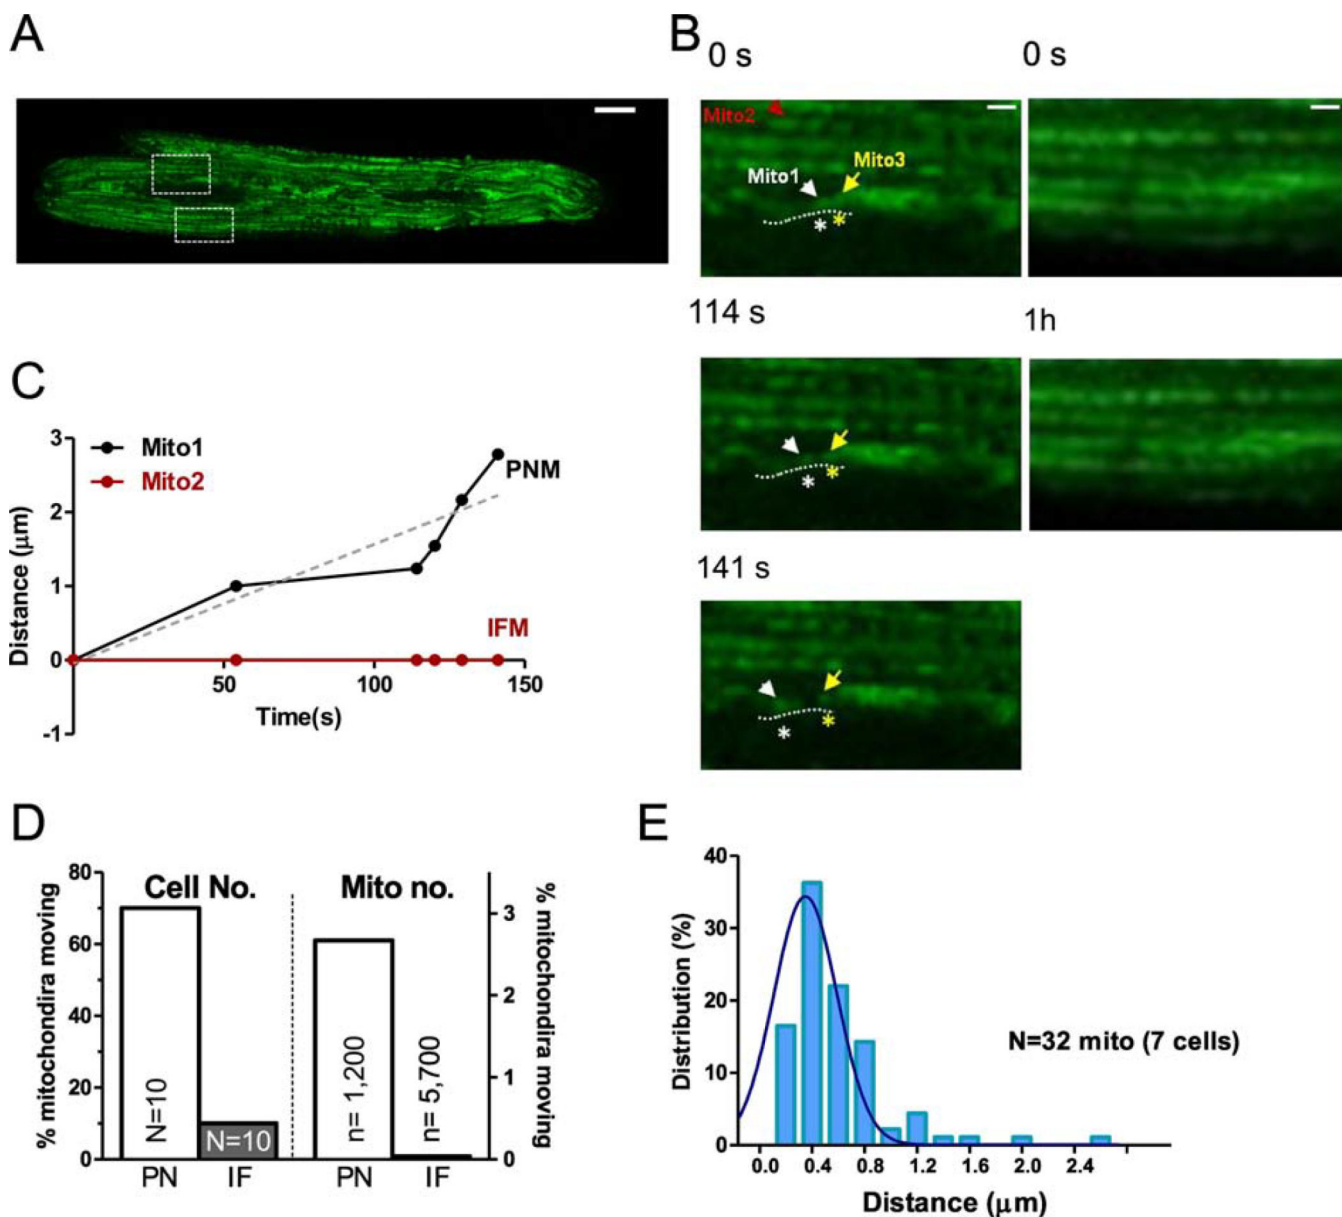 A
B
0 s
0 s
Mito2
Mito1
Mito3
*
*
114 s
1h
*
*
141 s
*
*
C
Distance (μm)
3
2
1
0
-1
Mito1
Mito2
PNM
IFM
50
100
150
Time(s)
D
% mitochondira moving
80
60
40
20
0
Cell No.
Mito no.
N=10
N=10
n= 1,200
n= 5,700
PN
IF
PN
IF
3
2
1
0
% mitochondira moving
E
Distribution (%)
40
30
20
10
0
N=32 mito (7 cells)
0.0 0.4 0.8 1.2 1.6 2.0 2.4
Distance (μm)